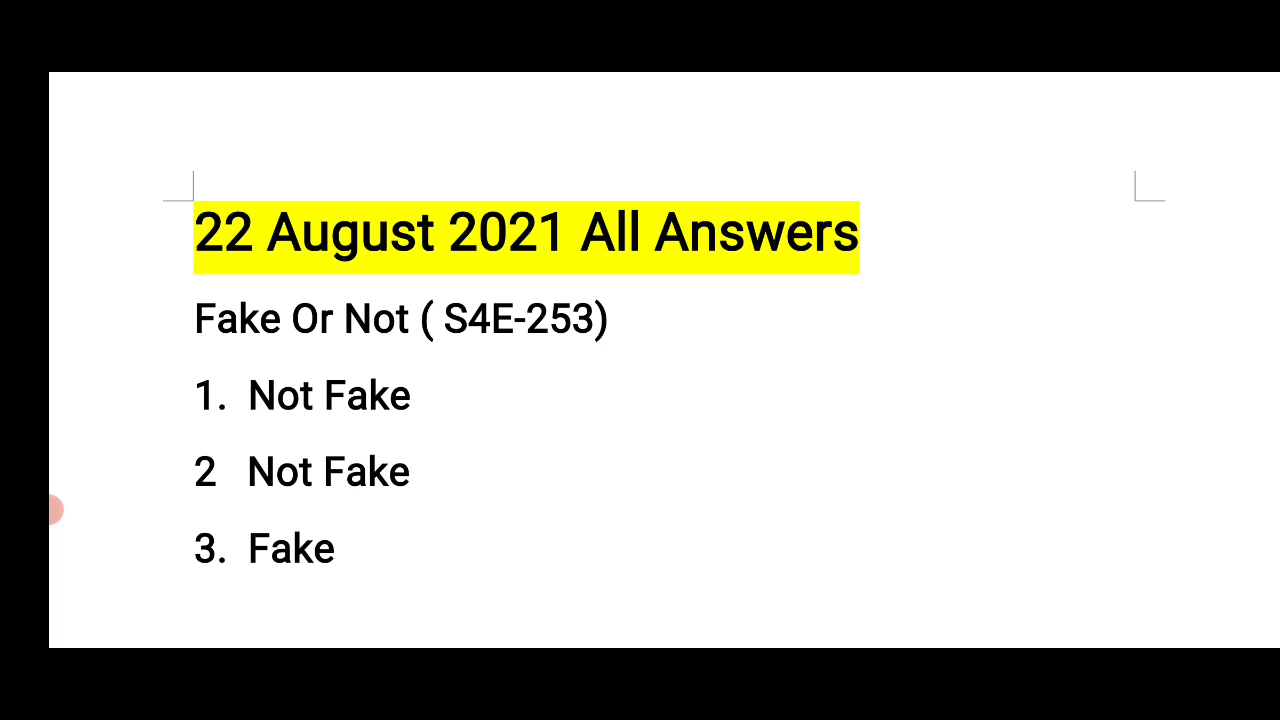 22 August 2021 All Answers
Fake Or Not ( S4E-253)
1. Not Fake
2 Not Fake
3. Fake